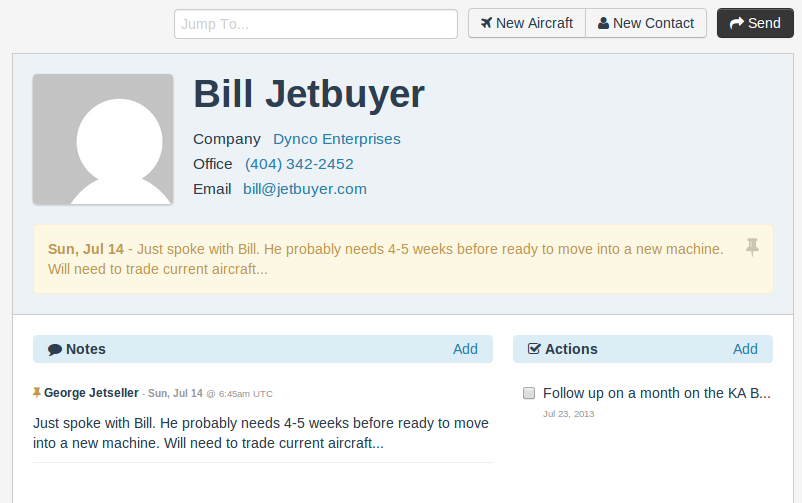 Jump To...
New Aircraft
New Contact
Send
Bill Jetbuyer
Company Dynco Enterprises
Office (404) 342-2452
Email bill@jetbuyer.com
Sun, Jul 14 - Just spoke with Bill. He probably needs 4-5 weeks before ready to move into a new machine.
Will need to trade current aircraft...
Notes
Add
George Jetseller - Sun, Jul 14 @ 6:45am UTC
Just spoke with Bill. He probably needs 4-5 weeks before ready to move
into a new machine. Will need to trade current aircraft...
Actions
Add
Follow up on a month on the KA B...
Jul 23, 2013